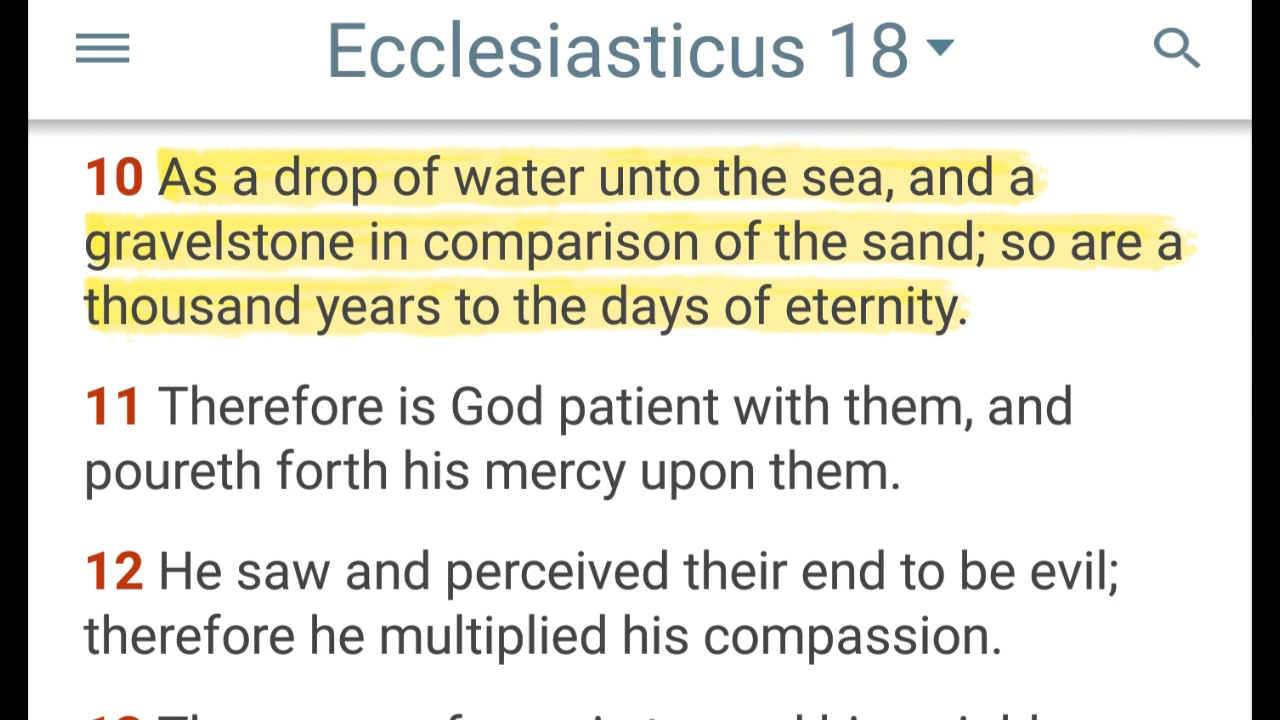 Ecclesiasticus 18
10 As a drop of water unto the sea, and a
gravelstone in comparison of the sand; so are a
thousand years to the days of eternity.
11 Therefore is God patient with them, and
poureth forth his mercy upon them.
12 He saw and perceived their end to be evil;
therefore he multiplied his compassion.